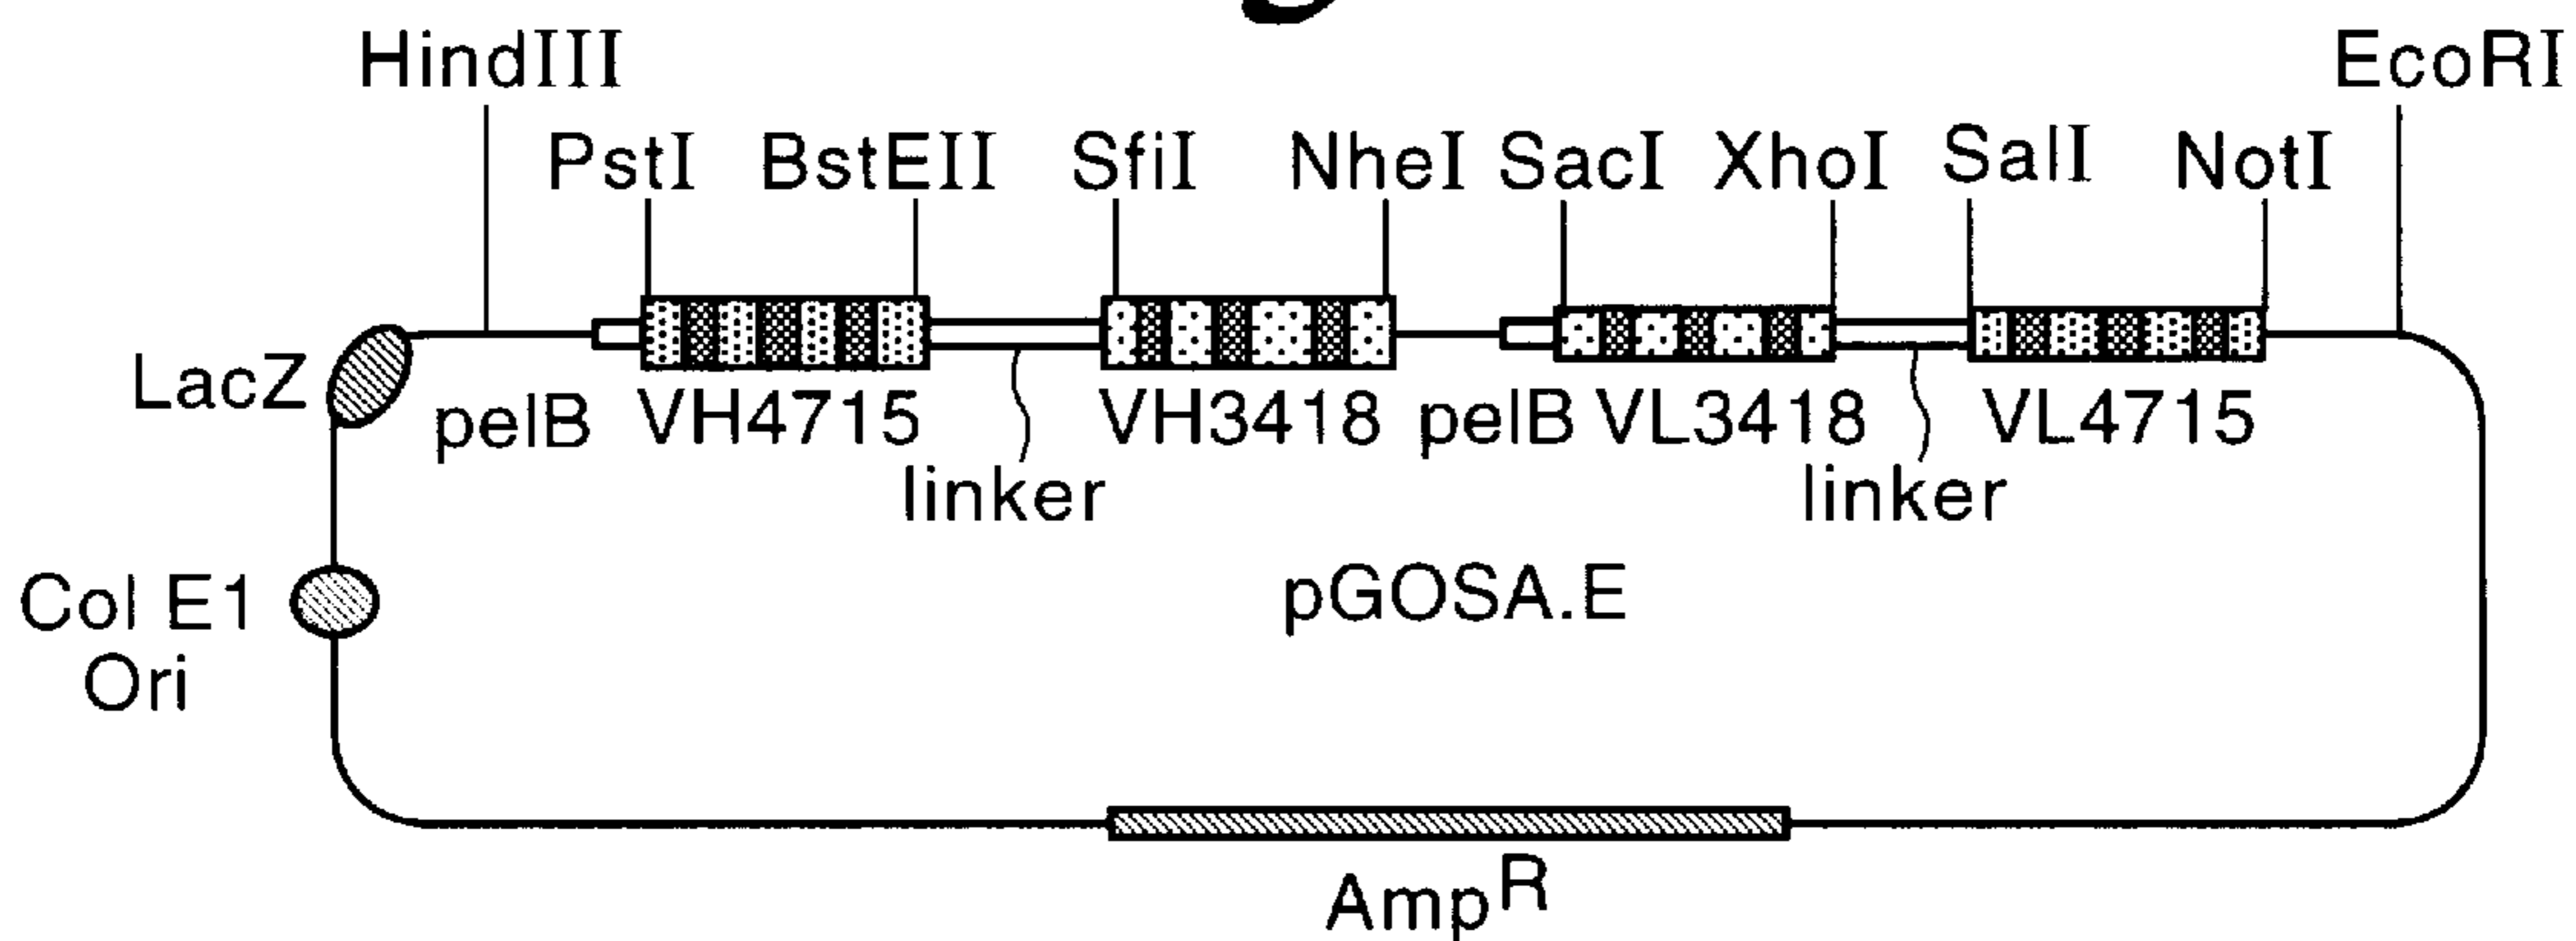 HindIII EcoRI
PstI BstEII SfiI NheI SacI XhoI SalI NotI
LacZ
pelB VH4715 VH3418 pelB VL3418 VL4715
linker linker
Col E1
Ori
pGOSA.E
AmpR